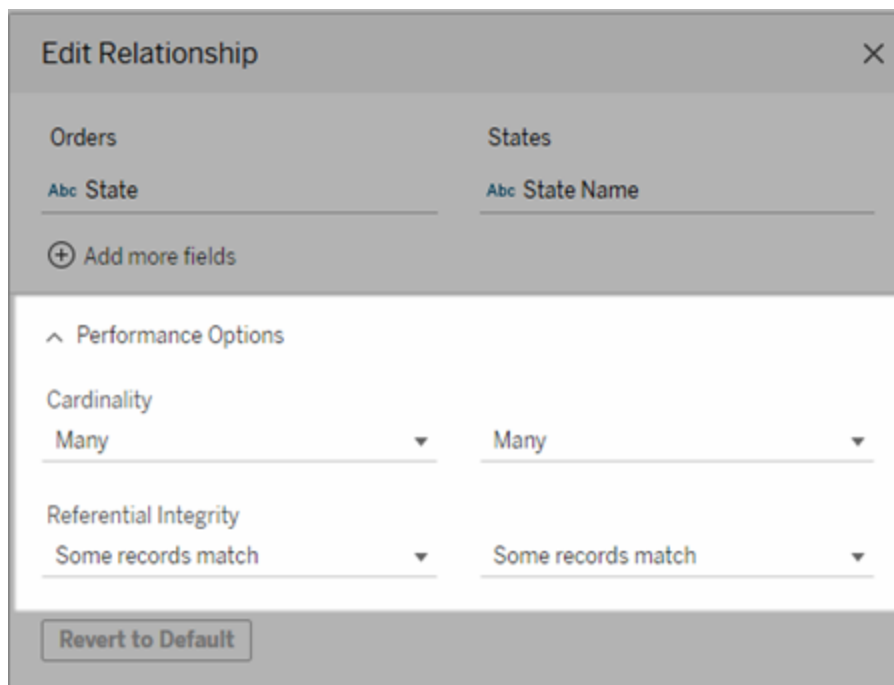 Edit Relationship
Orders States
Abc State Abc State Name
Add more fields
Performance Options
Cardinality
Many Many
Referential Integrity
Some records match Some records match
Revert to Default